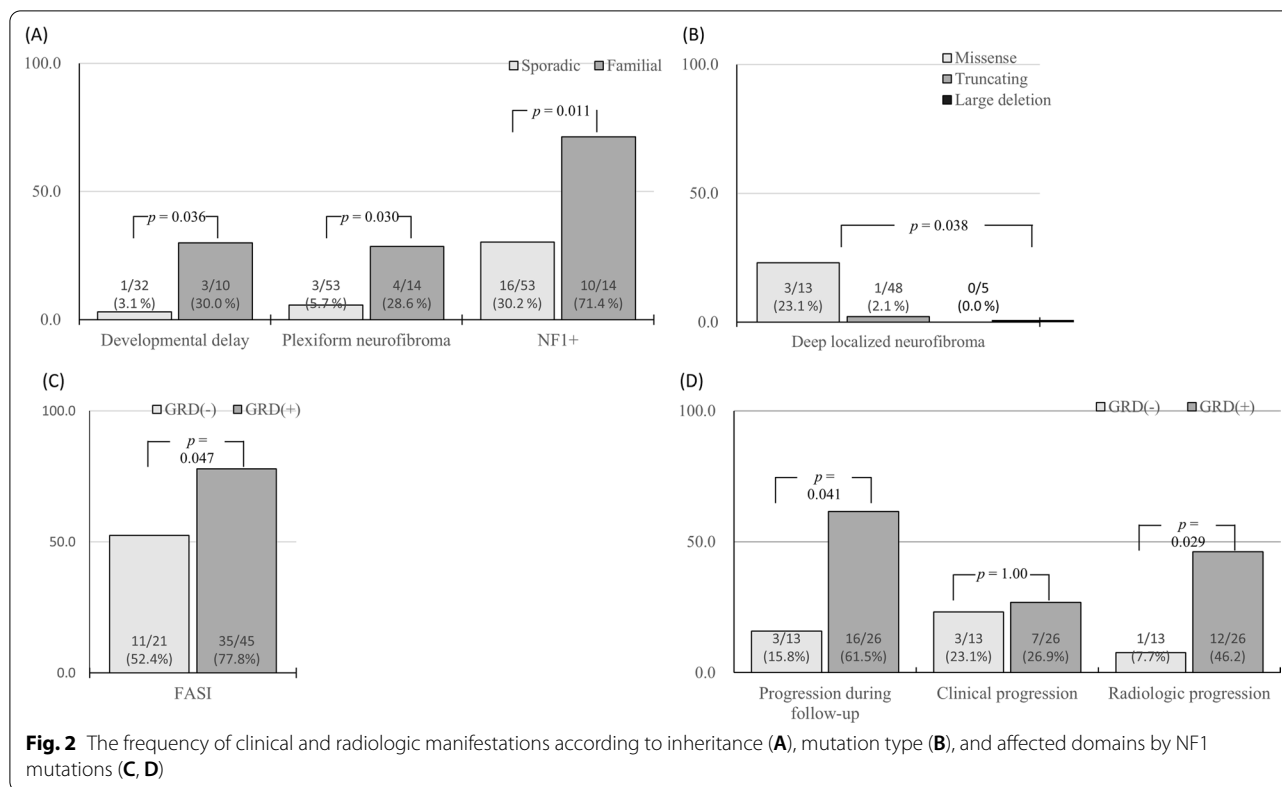 (A)
100.0
Sporadic Familial
p = 0.011
50.0
p = 0.036
p = 0.030
1/32
(3.1 %)
3/10
(30.0 %)
3/53
(5.7 %)
4/14
(28.6 %)
16/53
(30.2 %)
10/14
(71.4 %)
0.0
Developmental delay
Plexiform neurofibroma
NF1+
(B)
Missense
Truncating
Large deletion
100.0
50.0
p = 0.038
3/13
(23.1 %)
1/48
(2.1 %)
0/5
(0.0 %)
0.0
Deep localized neurofibroma
(C)
100.0
GRD(-) GRD(+)
p =
0.047
50.0
11/21
(52.4%)
35/45
(77.8%)
0.0
FASI
(D)
100.0
GRD(-) GRD(+)
p =
0.041
p =
0.029
50.0
p = 1.00
3/13
(15.8%)
16/26
(61.5%)
3/13
(23.1%)
7/26
(26.9%)
1/13
(7.7%)
12/26
(46.2)
0.0
Progression during
follow-up
Clinical progression
Radiologic progression
Fig. 2 The frequency of clinical and radiologic manifestations according to inheritance (A), mutation type (B), and affected domains by NF1
mutations (C, D)